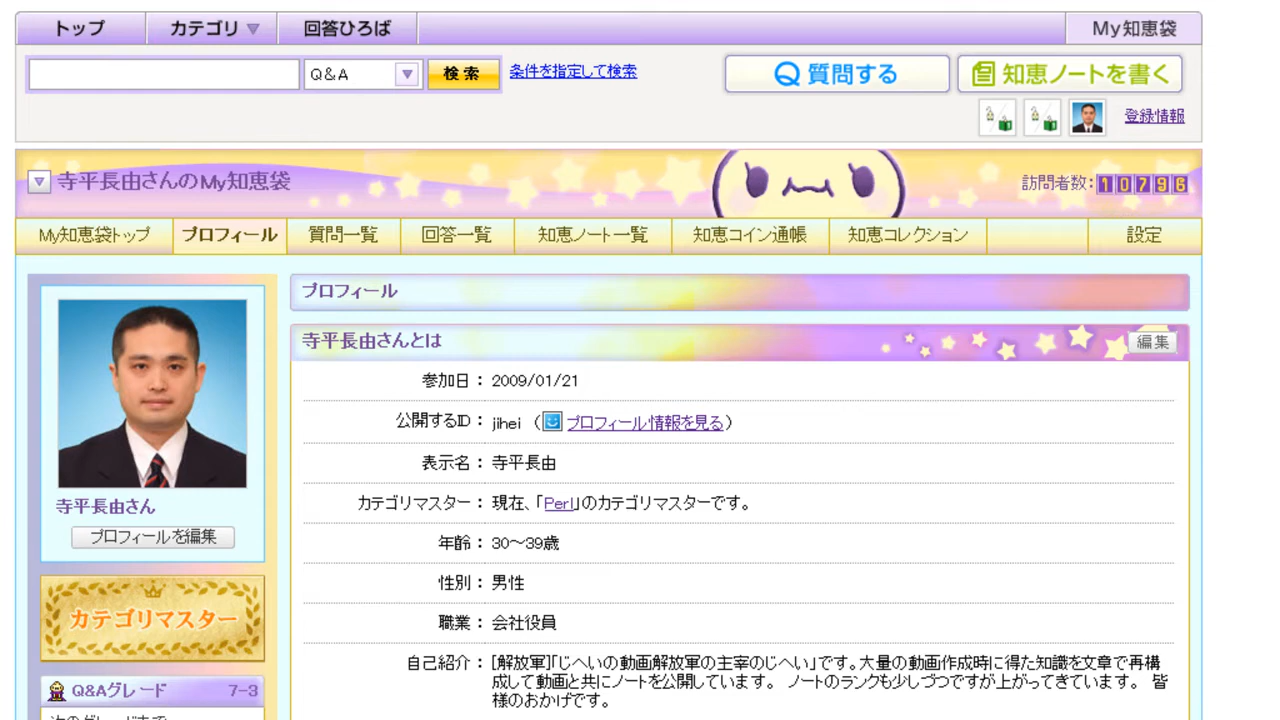 トップ カテゴリ 回答ひろば My知恵袋
Q&A 検索 条件を指定して検索 質問する 知恵ノートを書く
登録情報
寺平長由さんのMy知恵袋 訪問者数: 10796
My知恵袋トップ プロフィール 質問一覧 回答一覧 知恵ノート一覧 知恵コイン通帳 知恵コレクション 設定
プロフィール
寺平長由さんとは 編集
参加日： 2009/01/21
公開するID： jihei （プロフィール情報を見る）
表示名： 寺平長由
カテゴリマスター： 現在、「Perl」のカテゴリマスターです。
年齢： 30～39歳
性別： 男性
職業： 会社役員
自己紹介： [解放軍]「じへいの動画解放軍の主宰のじへい」です。大量の動画作成時に得た知識を文章で再構
成して動画と共にノートを公開しています。 ノートのランクも少しづつですが上がってきています。 皆
様のおかげです。
寺平長由さん
プロフィールを編集
カテゴリマスター
Q&Aグレード 7-3
次のグレードまで